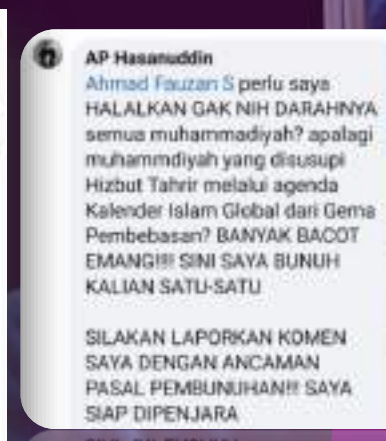 AP Hasanuddin
Ahmad Fauzan S perlu saya
HALALKAN GAK NIH DARAHNYA
semua muhammadiyah? apalagi
muhammdiyah yang disusupi
Hizbut Tahrir melalui agenda
Kalender Islam Global dari Gema
Pembebasan? BANYAK BACOT
EMANG!!! SINI SAYA BUNUH
KALIAN SATU-SATU
SILAKAN LAPORKAN KOMEN
SAYA DENGAN ANCAMAN
PASAL PEMBUNUHAN!!! SAYA
SIAP DIPENJARA